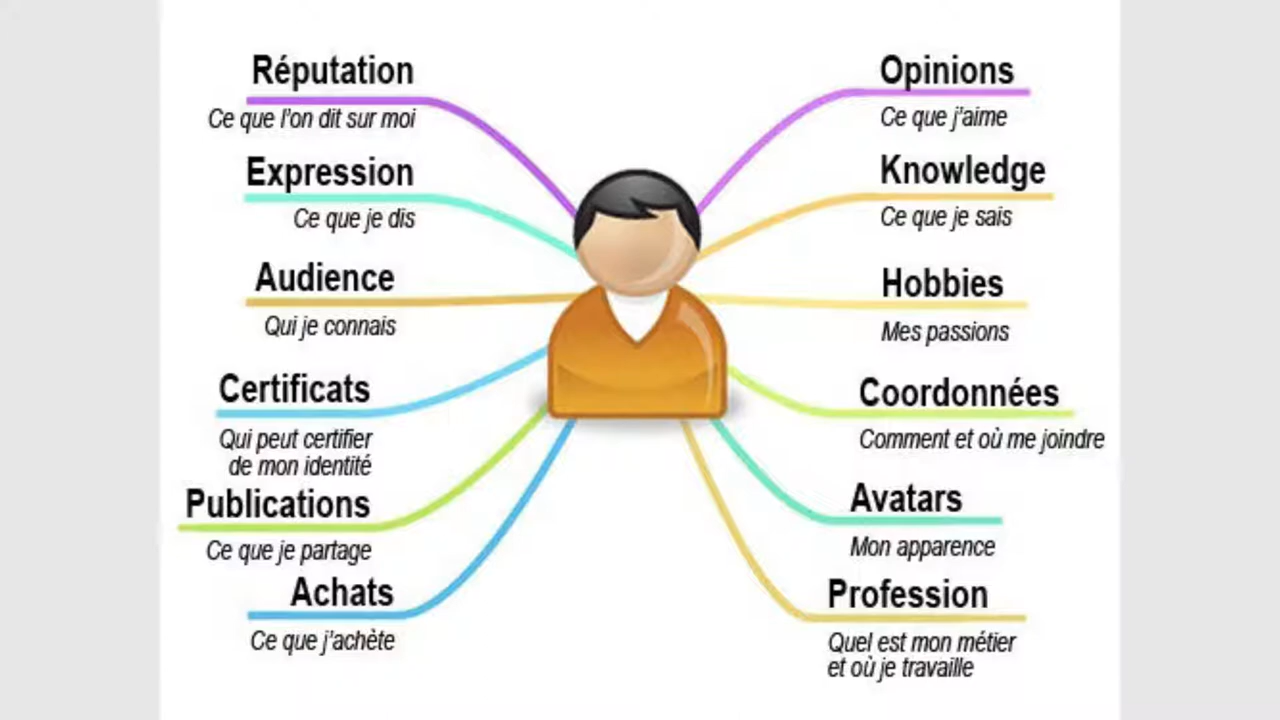 Réputation
Ce que l'on dit sur moi
Expression
Ce que je dis
Audience
Qui je connais
Certificats
Qui peut certifier
de mon identité
Publications
Ce que je partage
Achats
Ce que j'achète
Opinions
Ce que j'aime
Knowledge
Ce que je sais
Hobbies
Mes passions
Coordonnées
Comment et où me joindre
Avatars
Mon apparence
Profession
Quel est mon métier
et où je travaille